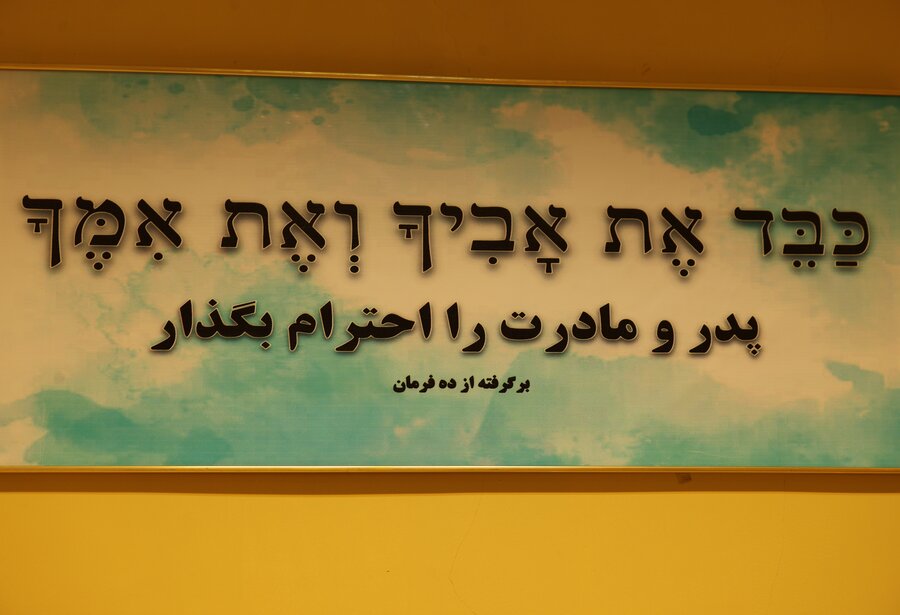 כַּבֵּד אֶת אָבִיךָ וְאֶת אִמֶּךָ
پدر و مادرت را احترام بگذار
برگرفته از ده فرمان